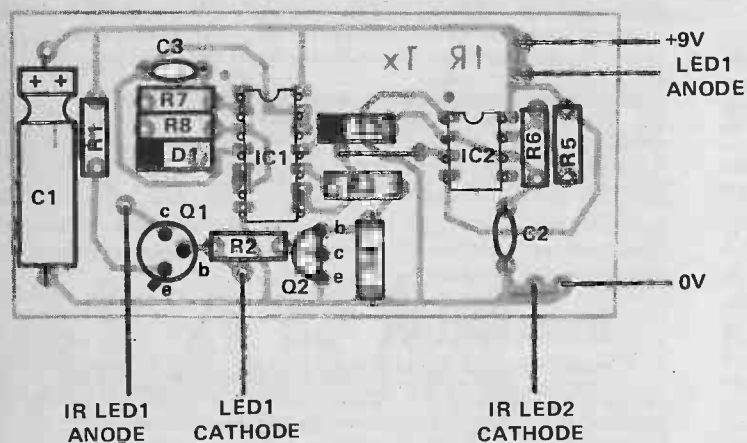 +9V
LED1
ANODE
C3
IR Tx
R7
R8
D1
R1
IC1
IC2
R6
R5
C1
c Q1
b
e
R2
Q2
b
c
e
C2
0V
IR LED1
ANODE
LED1
CATHODE
IR LED2
CATHODE